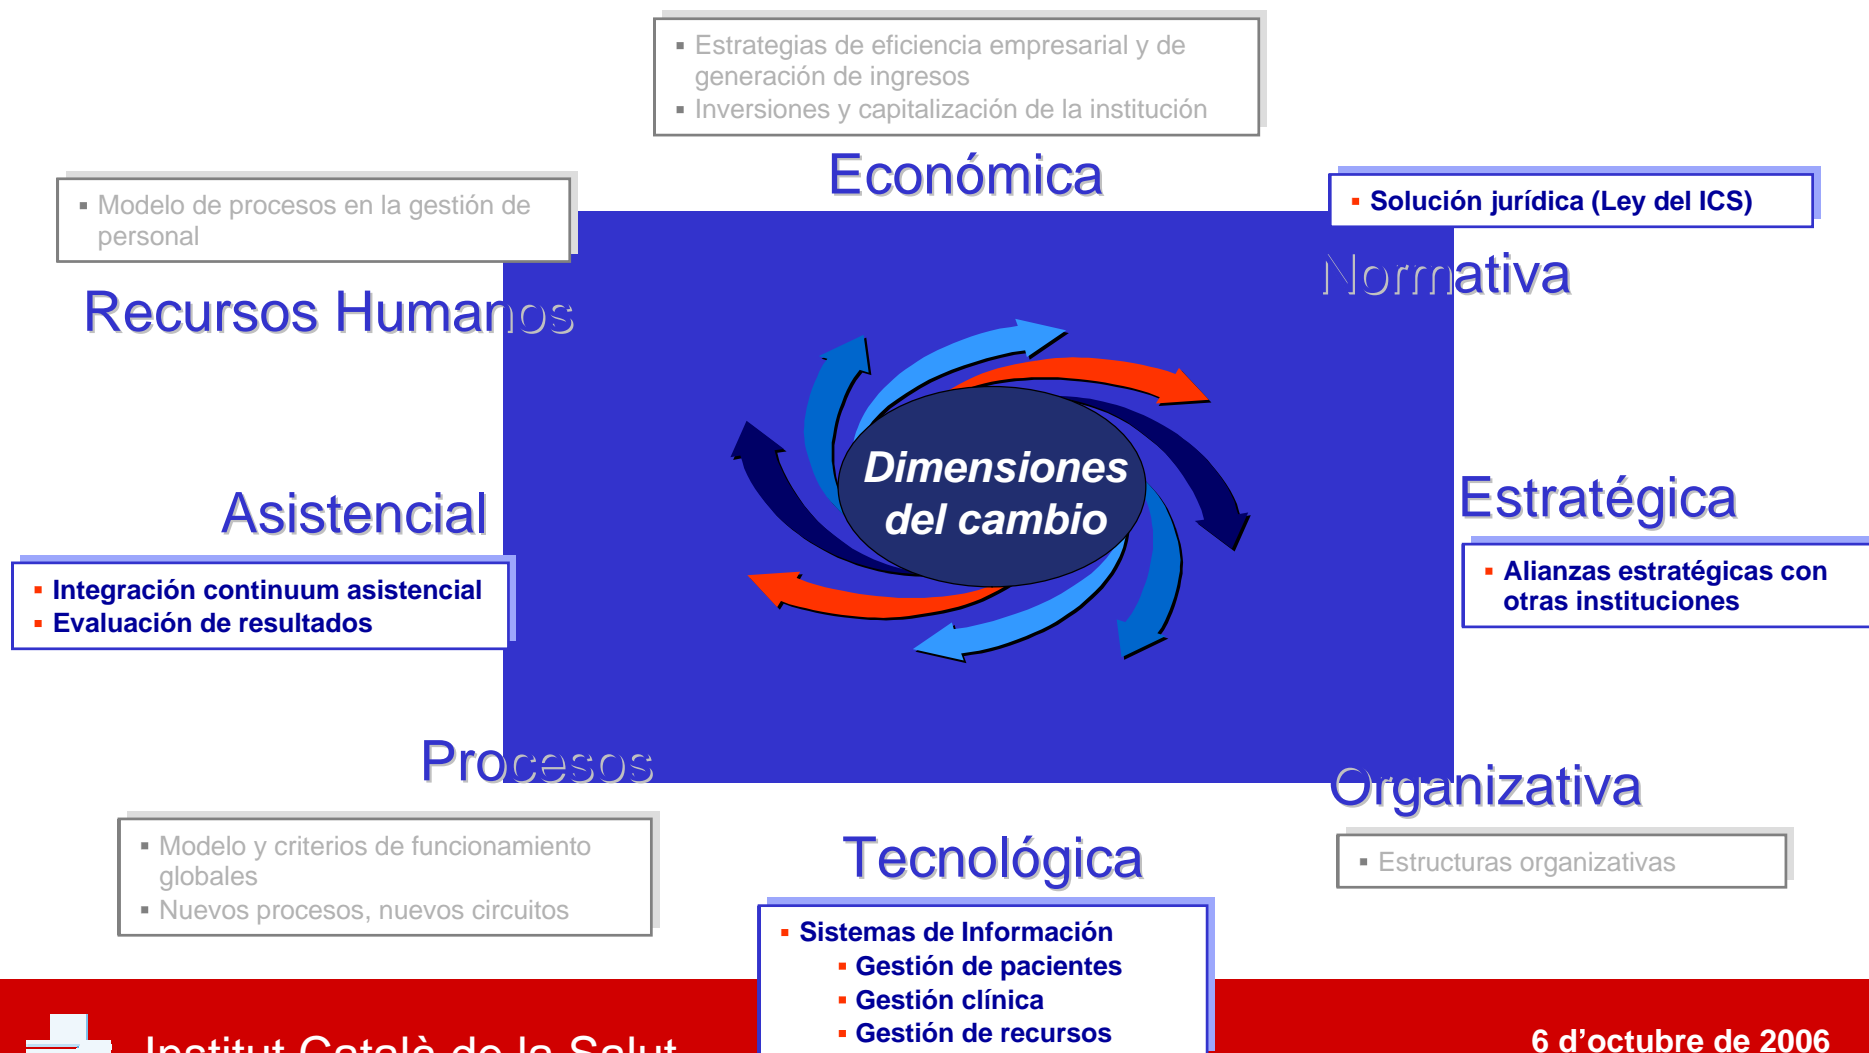 ▪ Estrategias de eficiencia empresarial y de
generación de ingresos
▪ Inversiones y capitalización de la institución
Económica
▪ Modelo de procesos en la gestión de
personal
Recursos Humanos
▪ Solución jurídica (Ley del ICS)
Normativa
Dimensiones
del cambio
Asistencial
▪ Integración continuum asistencial
▪ Evaluación de resultados
Estratégica
▪ Alianzas estratégicas con
otras instituciones
Procesos
▪ Modelo y criterios de funcionamiento
globales
▪ Nuevos procesos, nuevos circuitos
Tecnológica
▪ Sistemas de Información
▪ Gestión de pacientes
▪ Gestión clínica
▪ Gestión de recursos
Organizativa
▪ Estructuras organizativas
Institut Català de la Salut
6 d’octubre de 2006